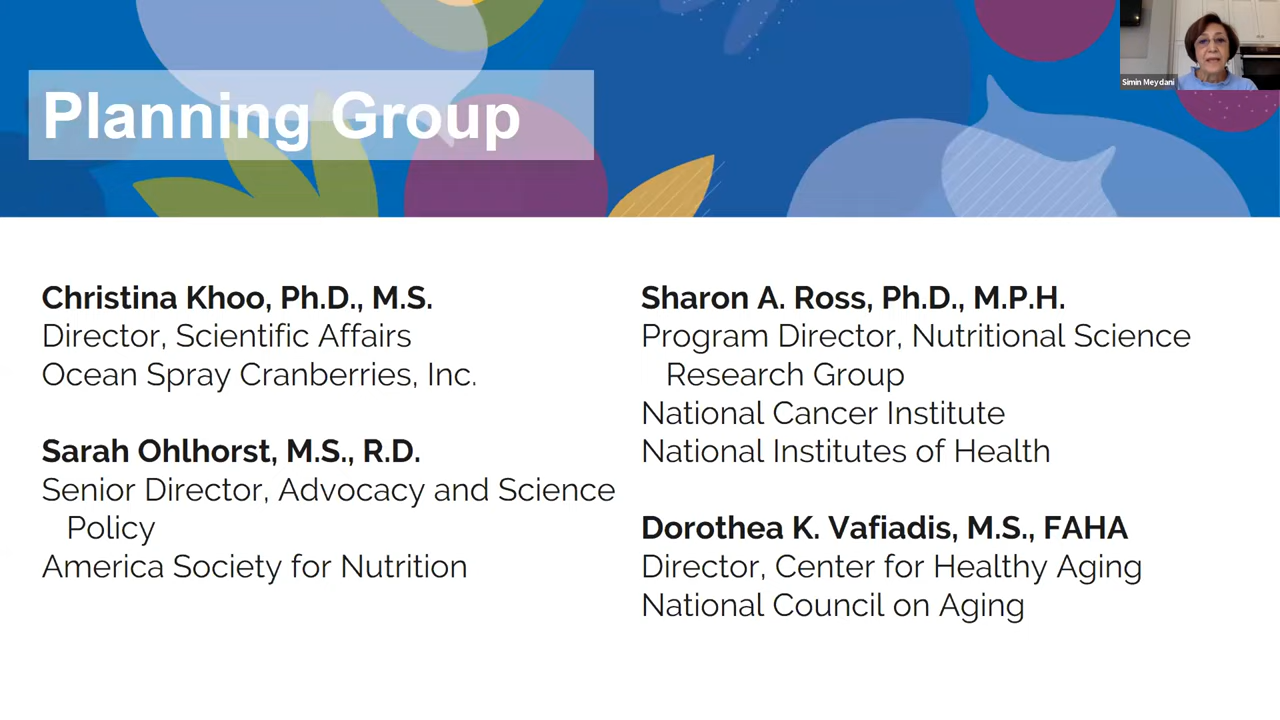 Planning Group
Simin Meydani
Christina Khoo, Ph.D., M.S.
Director, Scientific Affairs
Ocean Spray Cranberries, Inc.
Sarah Ohlhorst, M.S., R.D.
Senior Director, Advocacy and Science
Policy
America Society for Nutrition
Sharon A. Ross, Ph.D., M.P.H.
Program Director, Nutritional Science
Research Group
National Cancer Institute
National Institutes of Health
Dorothea K. Vafiadis, M.S., FAHA
Director, Center for Healthy Aging
National Council on Aging